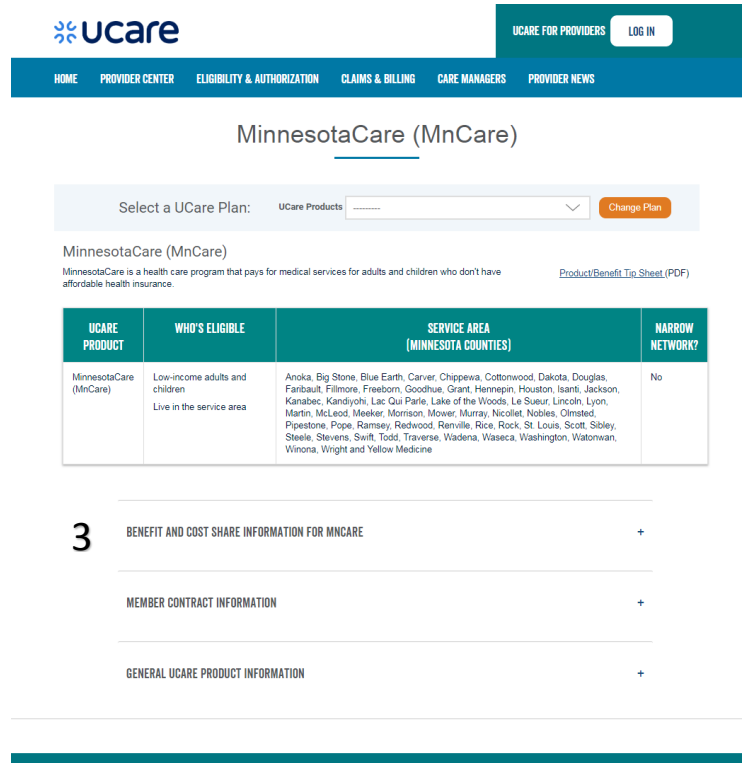 ucare
UCARE FOR PROVIDERS LOG IN
HOME PROVIDER CENTER ELIGIBILITY & AUTHORIZATION CLAIMS & BILLING CARE MANAGERS PROVIDER NEWS
MinnesotaCare (MnCare)
Select a UCare Plan: UCare Products --------- Change Plan
MinnesotaCare (MnCare)
MinnesotaCare is a health care program that pays for medical services for adults and children who don't have
affordable health insurance.
Product/Benefit Tip Sheet (PDF)
UCARE
PRODUCT
WHO'S ELIGIBLE
SERVICE AREA
(MINNESOTA COUNTIES)
NARROW
NETWORK?
MinnesotaCare
(MnCare)
Low-income adults and
children
Live in the service area
Anoka, Big Stone, Blue Earth, Carver, Chippewa, Cottonwood, Dakota, Douglas,
Faribault, Fillmore, Freeborn, Goodhue, Grant, Hennepin, Houston, Isanti, Jackson,
Kanabec, Kandiyohi, Lac Qui Parle, Lake of the Woods, Le Sueur, Lincoln, Lyon,
Martin, McLeod, Meeker, Morrison, Mower, Murray, Nicollet, Nobles, Olmsted,
Pipestone, Pope, Ramsey, Redwood, Renville, Rice, Rock, St. Louis, Scott, Sibley,
Steele, Stevens, Swift, Todd, Traverse, Wadena, Waseca, Washington, Watonwan,
Winona, Wright and Yellow Medicine
No
3
BENEFIT AND COST SHARE INFORMATION FOR MNCARE +
MEMBER CONTRACT INFORMATION +
GENERAL UCARE PRODUCT INFORMATION +